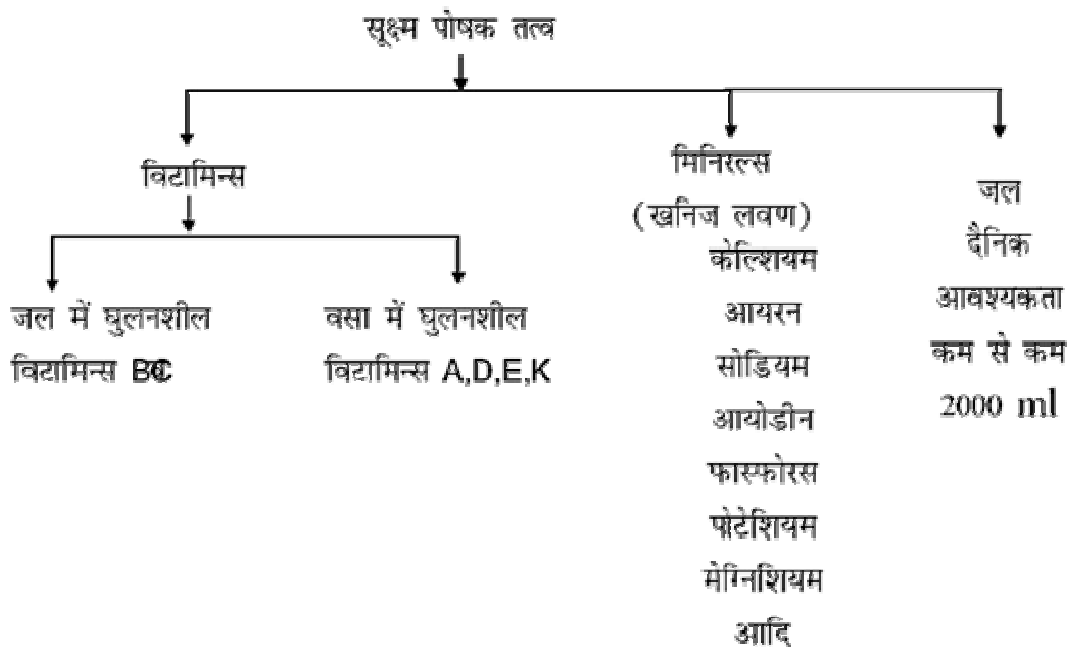 सूक्ष्म पोषक तत्व
विटामिन्स
जल में घुलनशील
विटामिन्स BC
वसा में घुलनशील
विटामिन्स A,D,E,K
मिनिरल्स
(खनिज लवण)
केल्शियम
आयरन
सोडियम
आयोडीन
फास्फोरस
पोटेशियम
मेग्निशियम
आदि
जल
दैनिक
आवश्यकता
कम से कम
2000 ml